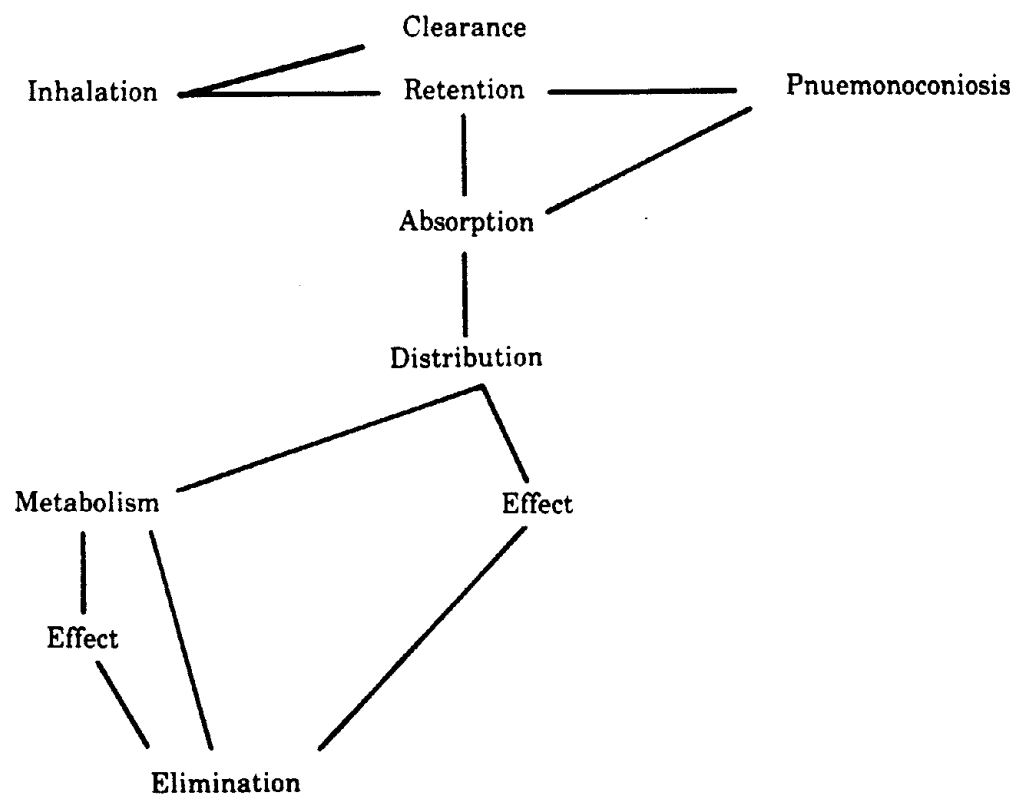 Clearance
Inhalation
Retention
Pnuemonoconiosis
Absorption
Distribution
Metabolism
Effect
Effect
Elimination